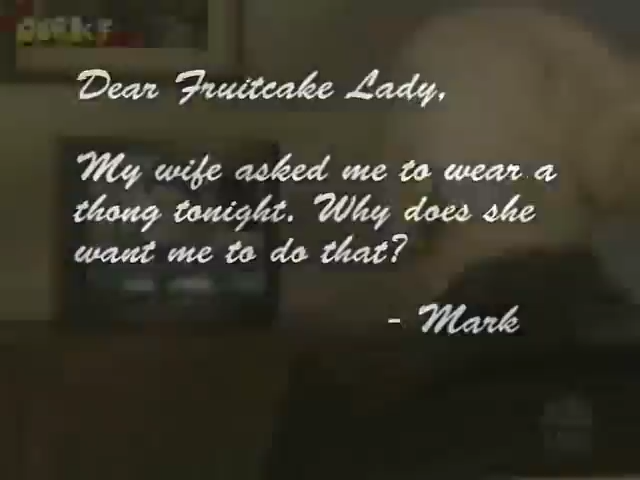 Dear Fruitcake Lady,
My wife asked me to wear a
thong tonight. Why does she
want me to do that?
- Mark